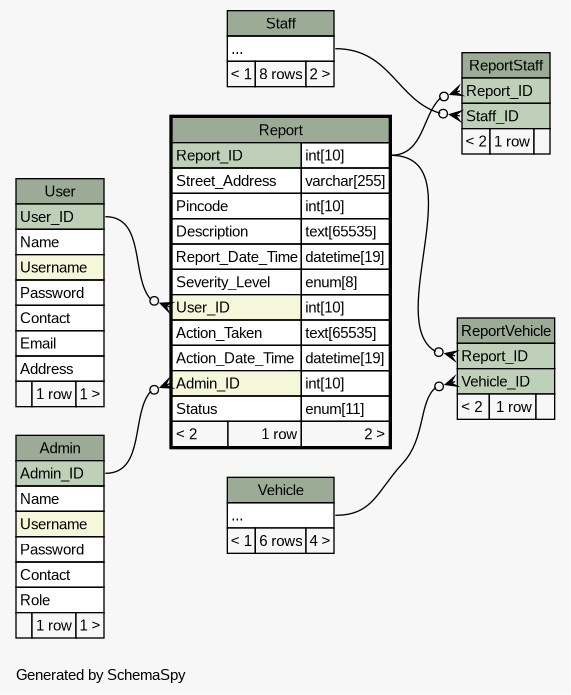 Staff
...
< 1 8 rows 2 >
ReportStaff
Report_ID
Staff_ID
< 2 1 row
Report
Report_ID int[10]
Street_Address varchar[255]
Pincode int[10]
Description text[65535]
Report_Date_Time datetime[19]
Severity_Level enum[8]
User_ID int[10]
Action_Taken text[65535]
Action_Date_Time datetime[19]
Admin_ID int[10]
Status enum[11]
< 2 1 row 2 >
User
User_ID
Name
Username
Password
Contact
Email
Address
1 row 1 >
ReportVehicle
Report_ID
Vehicle_ID
< 2 1 row
Admin
Admin_ID
Name
Username
Password
Contact
Role
1 row 1 >
Vehicle
...
< 1 6 rows 4 >
Generated by SchemaSpy